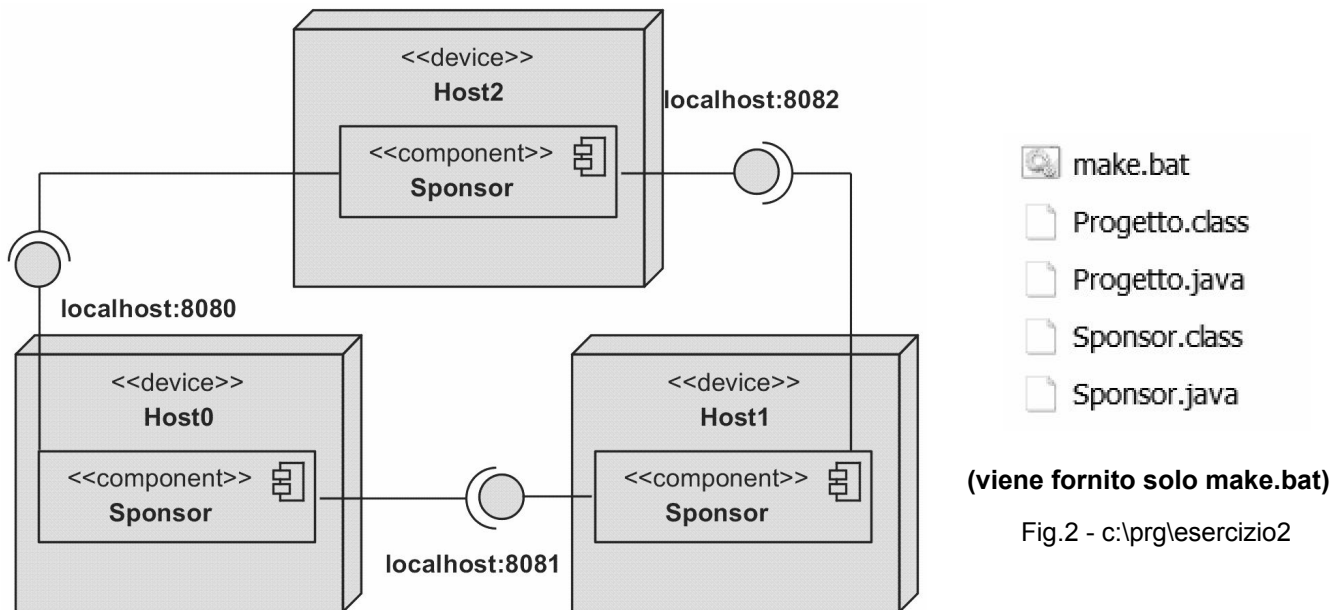 <<device>>
Host2
localhost:8082
<<component>>
Sponsor
localhost:8080
<<device>>
Host0
<<component>>
Sponsor
<<device>>
Host1
<<component>>
Sponsor
localhost:8081
make.bat
Progetto.class
Progetto.java
Sponsor.class
Sponsor.java
(viene fornito solo make.bat)
Fig.2 - c:\prg\esercizio2